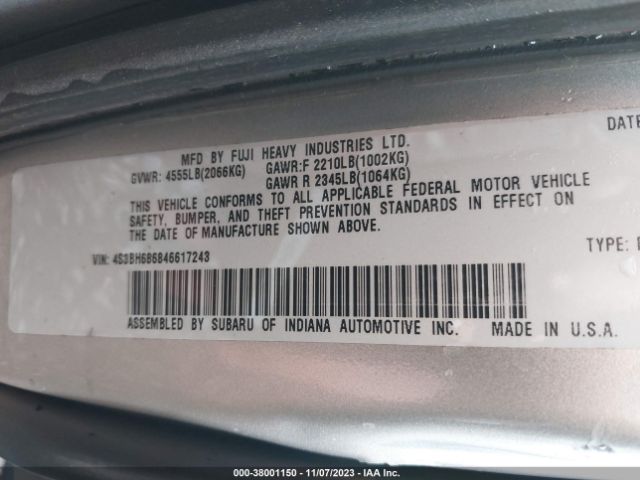 DATE
MFD BY FUJI HEAVY INDUSTRIES LTD.
GVWR: 4555LB(2066KG) GAWR:F 2210LB(1002KG)
GAWR R 2345LB(1064KG)
THIS VEHICLE CONFORMS TO ALL APPLICABLE FEDERAL MOTOR VEHICLE
SAFETY, BUMPER, AND THEFT PREVENTION STANDARDS IN EFFECT ON
THE DATE OF MANUFACTURE SHOWN ABOVE.
VIN: 4S3BH686846617243
TYPE:
ASSEMBLED BY SUBARU OF INDIANA AUTOMOTIVE INC. MADE IN U.S.A.
000-38001150 - 11/07/2023 - IAA Inc.